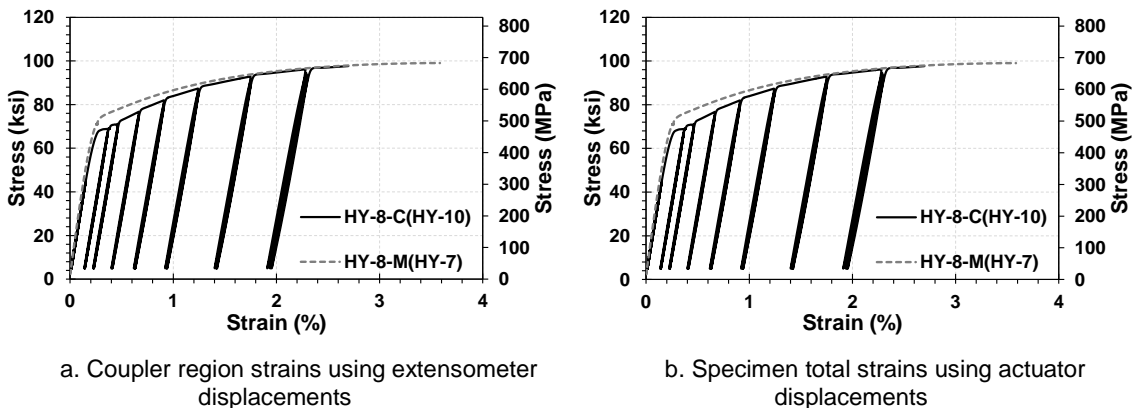 120
100
80
60
40
20
0
Stress (ksi)
800
700
600
500
400
300
200
100
0
Stress (MPa)
HY-8-C(HY-10)
HY-8-M(HY-7)
0 1 2 3 4
Strain (%)
a. Coupler region strains using extensometer
displacements
120
100
80
60
40
20
0
Stress (ksi)
800
700
600
500
400
300
200
100
0
Stress (MPa)
HY-8-C(HY-10)
HY-8-M(HY-7)
0 1 2 3 4
Strain (%)
b. Specimen total strains using actuator
displacements